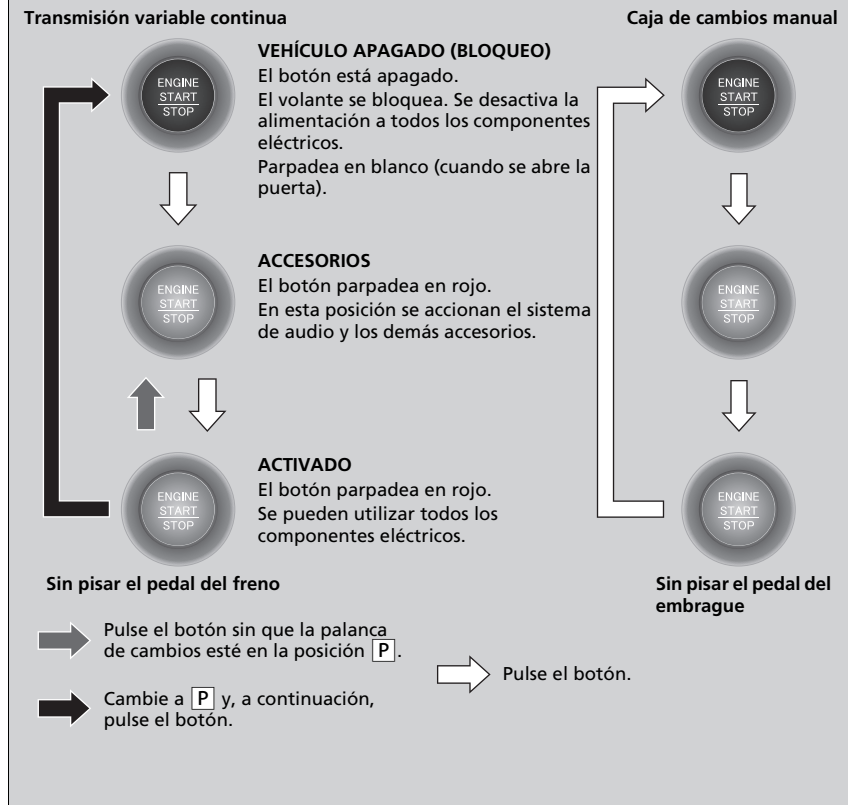 Transmisión variable continua
Caja de cambios manual
ENGINE
START
STOP
VEHÍCULO APAGADO (BLOQUEO)
El botón está apagado.
El volante se bloquea. Se desactiva la
alimentación a todos los componentes
eléctricos.
Parpadea en blanco (cuando se abre la
puerta).
ENGINE
START
STOP
ENGINE
START
STOP
ACCESORIOS
El botón parpadea en rojo.
En esta posición se accionan el sistema
de audio y los demás accesorios.
ENGINE
START
STOP
ENGINE
START
STOP
ACTIVADO
El botón parpadea en rojo.
Se pueden utilizar todos los
componentes eléctricos.
ENGINE
START
STOP
Sin pisar el pedal del freno
Sin pisar el pedal del
embrague
Pulse el botón sin que la palanca
de cambios esté en la posición P.
Cambie a P y, a continuación,
pulse el botón.
Pulse el botón.